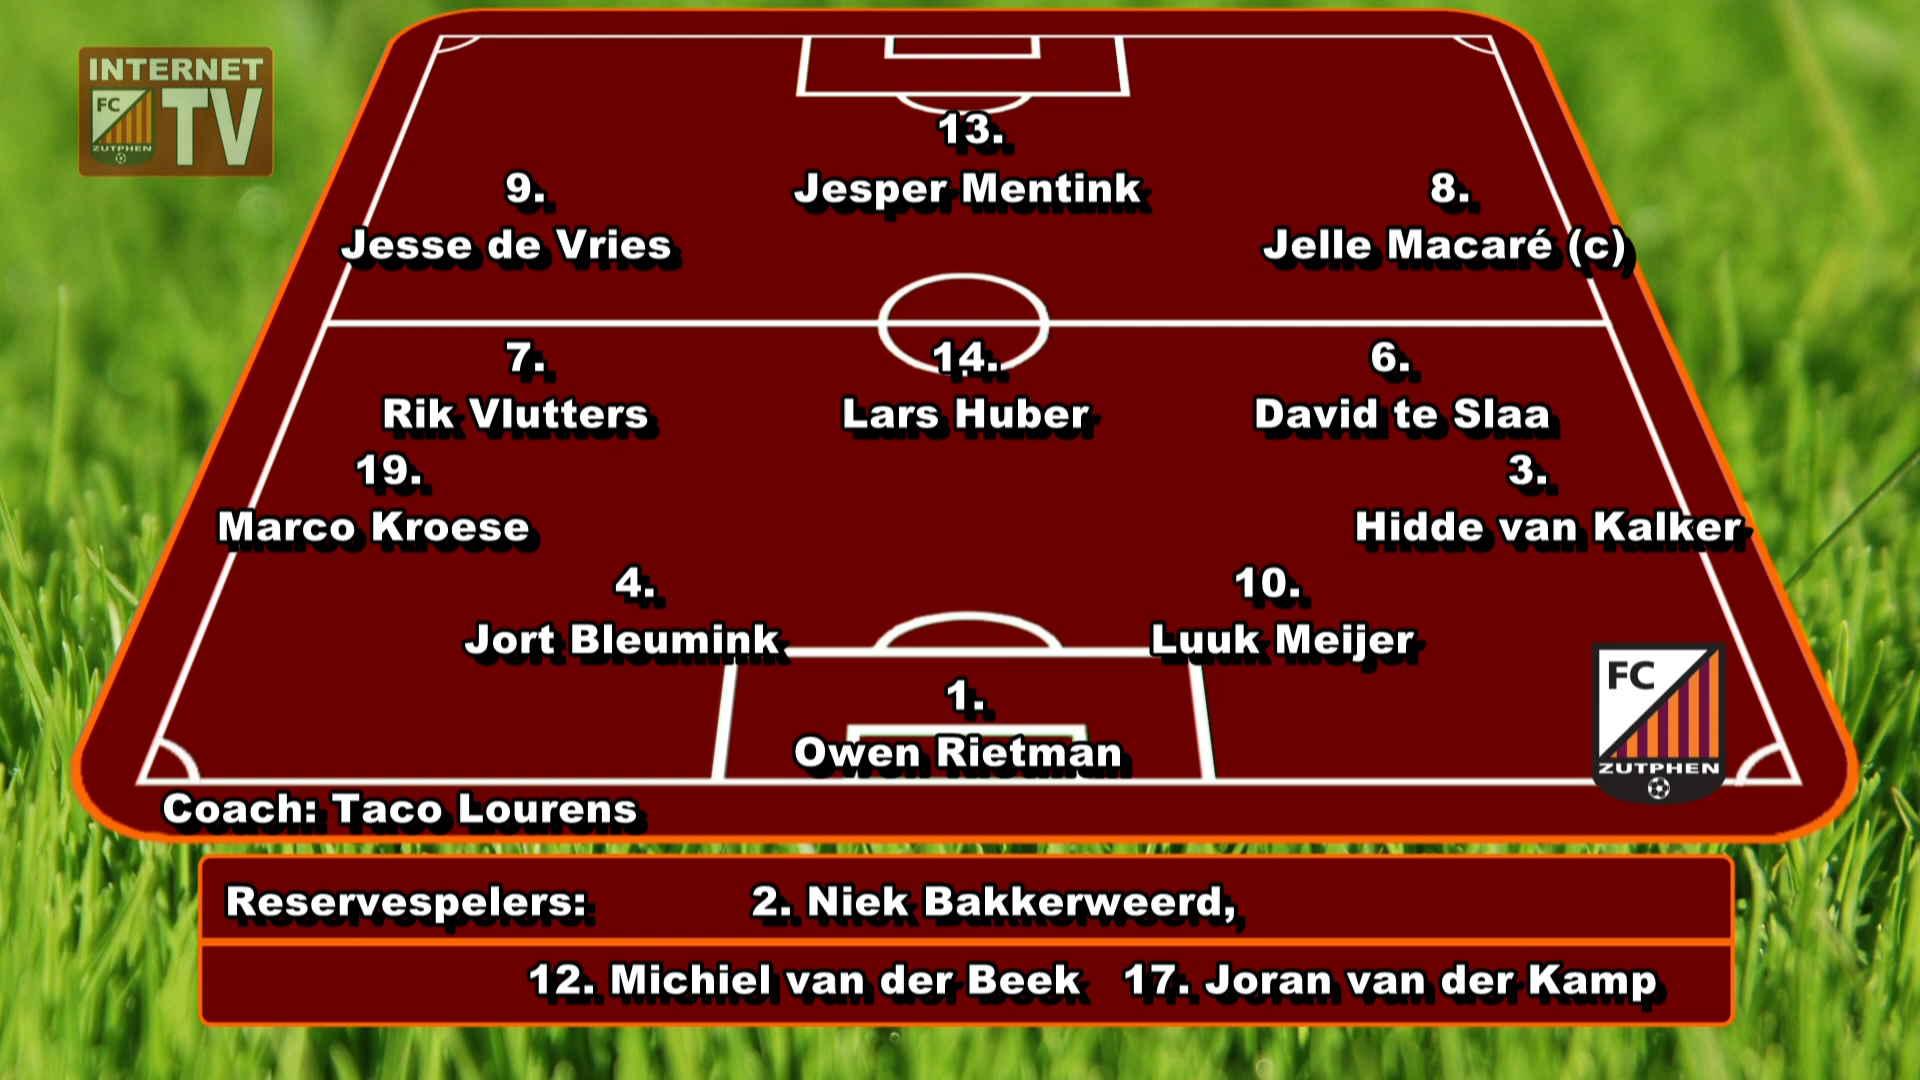 INTERNET
FC
TV
ZUTPHEN
13.
Jesper Mentink
9.
Jesse de Vries
8.
Jelle Macaré (c)
7.
Rik Vlutters
14.
Lars Huber
6.
David te Slaa
19.
Marco Kroese
3.
Hidde van Kalker
4.
Jort Bleumink
10.
Luuk Meijer
1.
Owen Rietman
FC
ZUTPHEN
Coach: Taco Lourens
Reservespelers: 2. Niek Bakkerweerd,
12. Michiel van der Beek 17. Joran van der Kamp